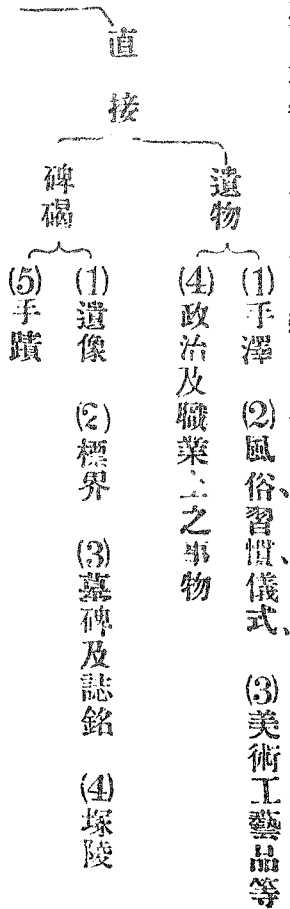 直接
遺物
(1)手澤 (2)風俗、習慣、儀式、 (3)美術工藝品等
(4)政治及職業上之事物
碑碣
(1)遺像 (2)標界 (3)墓碑及誌銘 (4)塚陵
(5)手蹟